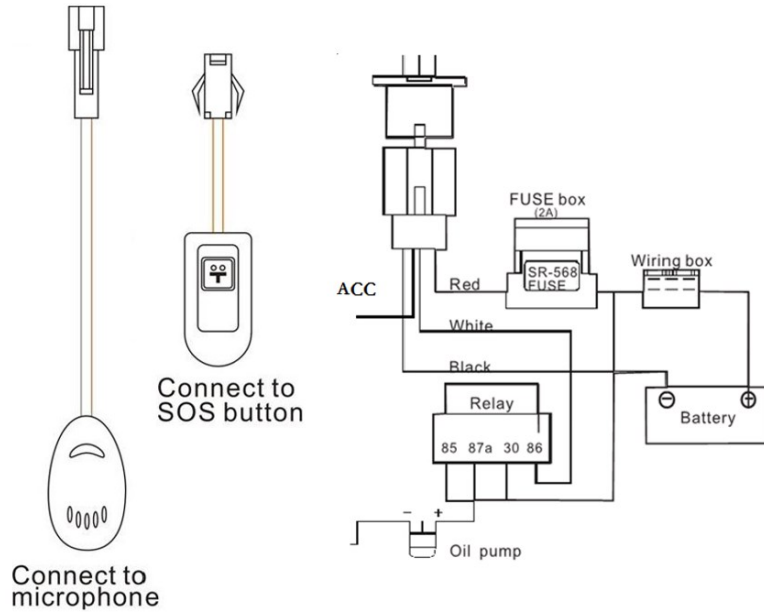 Connect to
microphone
Connect to
SOS button
FUSE box
(2A)
SR-568
FUSE
Wiring box
ACC
Red
White
Black
Relay
85 87a 30 86
− +
Battery
− +
Oil pump